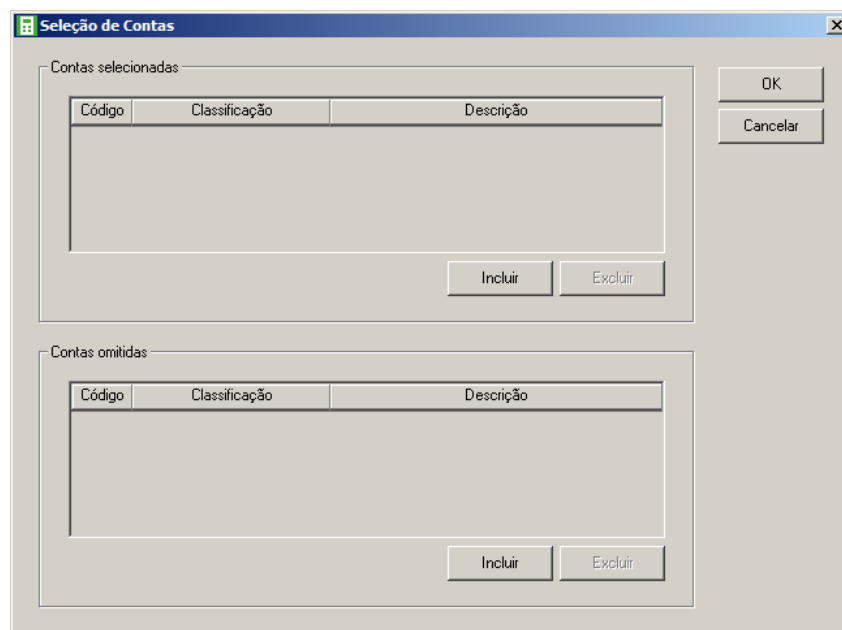 Seleção de Contas
Contas selecionadas
OK
Código Classificação Descrição
Cancelar
Incluir Excluir
Contas omitidas
Código Classificação Descrição
Incluir Excluir